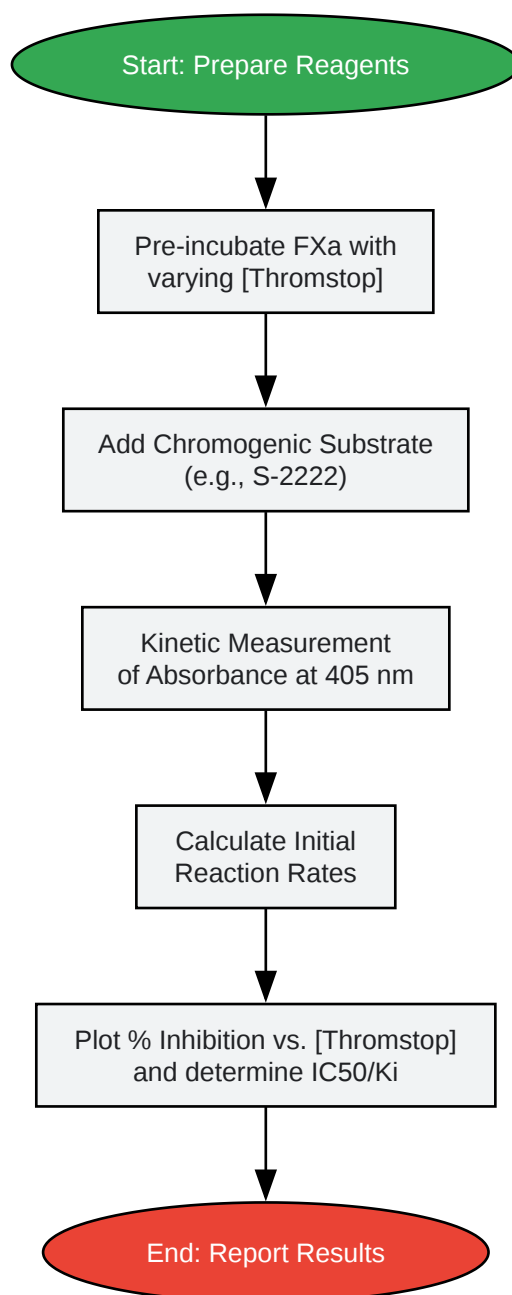 Start: Prepare Reagents
Pre-incubate FXa with
varying [Thromstop]
Add Chromogenic Substrate
(e.g., S-2222)
Kinetic Measurement
of Absorbance at 405 nm
Calculate Initial
Reaction Rates
Plot % Inhibition vs. [Thromstop]
and determine IC50/Ki
End: Report Results